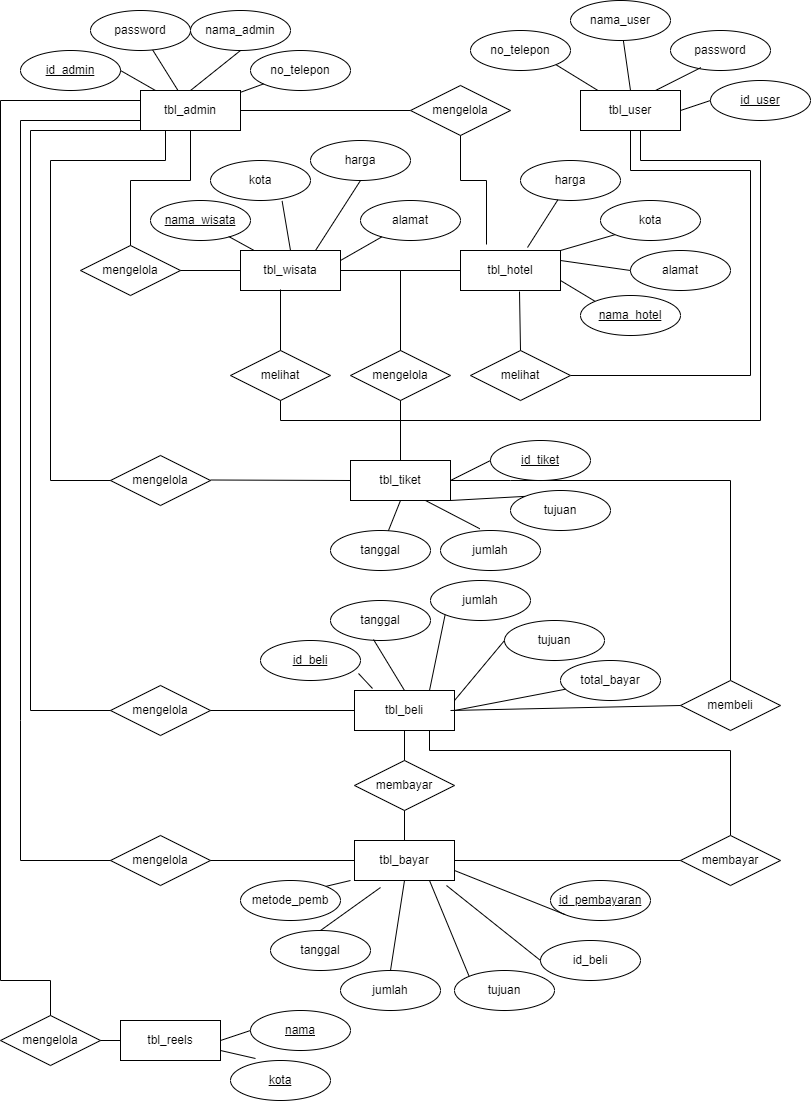 nama_user
password
nama_admin
no_telepon
password
id_admin
no_telepon
id_user
tbl_admin
mengelola
tbl_user
harga
kota
harga
nama_wisata
alamat
kota
mengelola
tbl_wisata
tbl_hotel
alamat
nama_hotel
melihat
mengelola
melihat
id_tiket
mengelola
tbl_tiket
tujuan
tanggal
jumlah
jumlah
tanggal
tujuan
id_beli
total_bayar
mengelola
tbl_beli
membeli
membayar
mengelola
tbl_bayar
membayar
metode_pemb
id_pembayaran
tanggal
id_beli
jumlah
tujuan
nama
mengelola
tbl_reels
kota